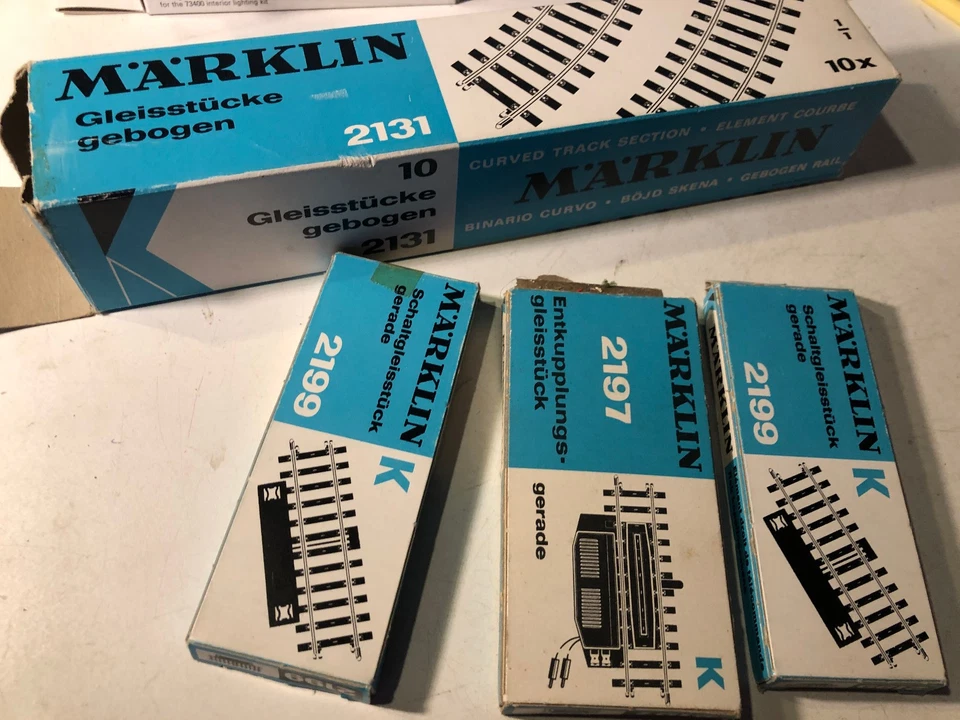 for the 73400 interior lighting kit
MÄRKLIN
Gleisstücke
gebogen
2131
1/1
10x
10
Gleisstücke
gebogen
2131
CURVED TRACK SECTION • ELEMENT COURBE
MÄRKLIN
BINARIO CURVO • BÖJD SKENA • GEBOGEN RAIL
MÄRKLIN
Schaltgleisstück
gerade
2199
K
MÄRKLIN
2197
Entkupplungs-
gleisstück
gerade
K
MÄRKLIN
MÄRKLIN
Schaltgleisstück
gerade
2199
K